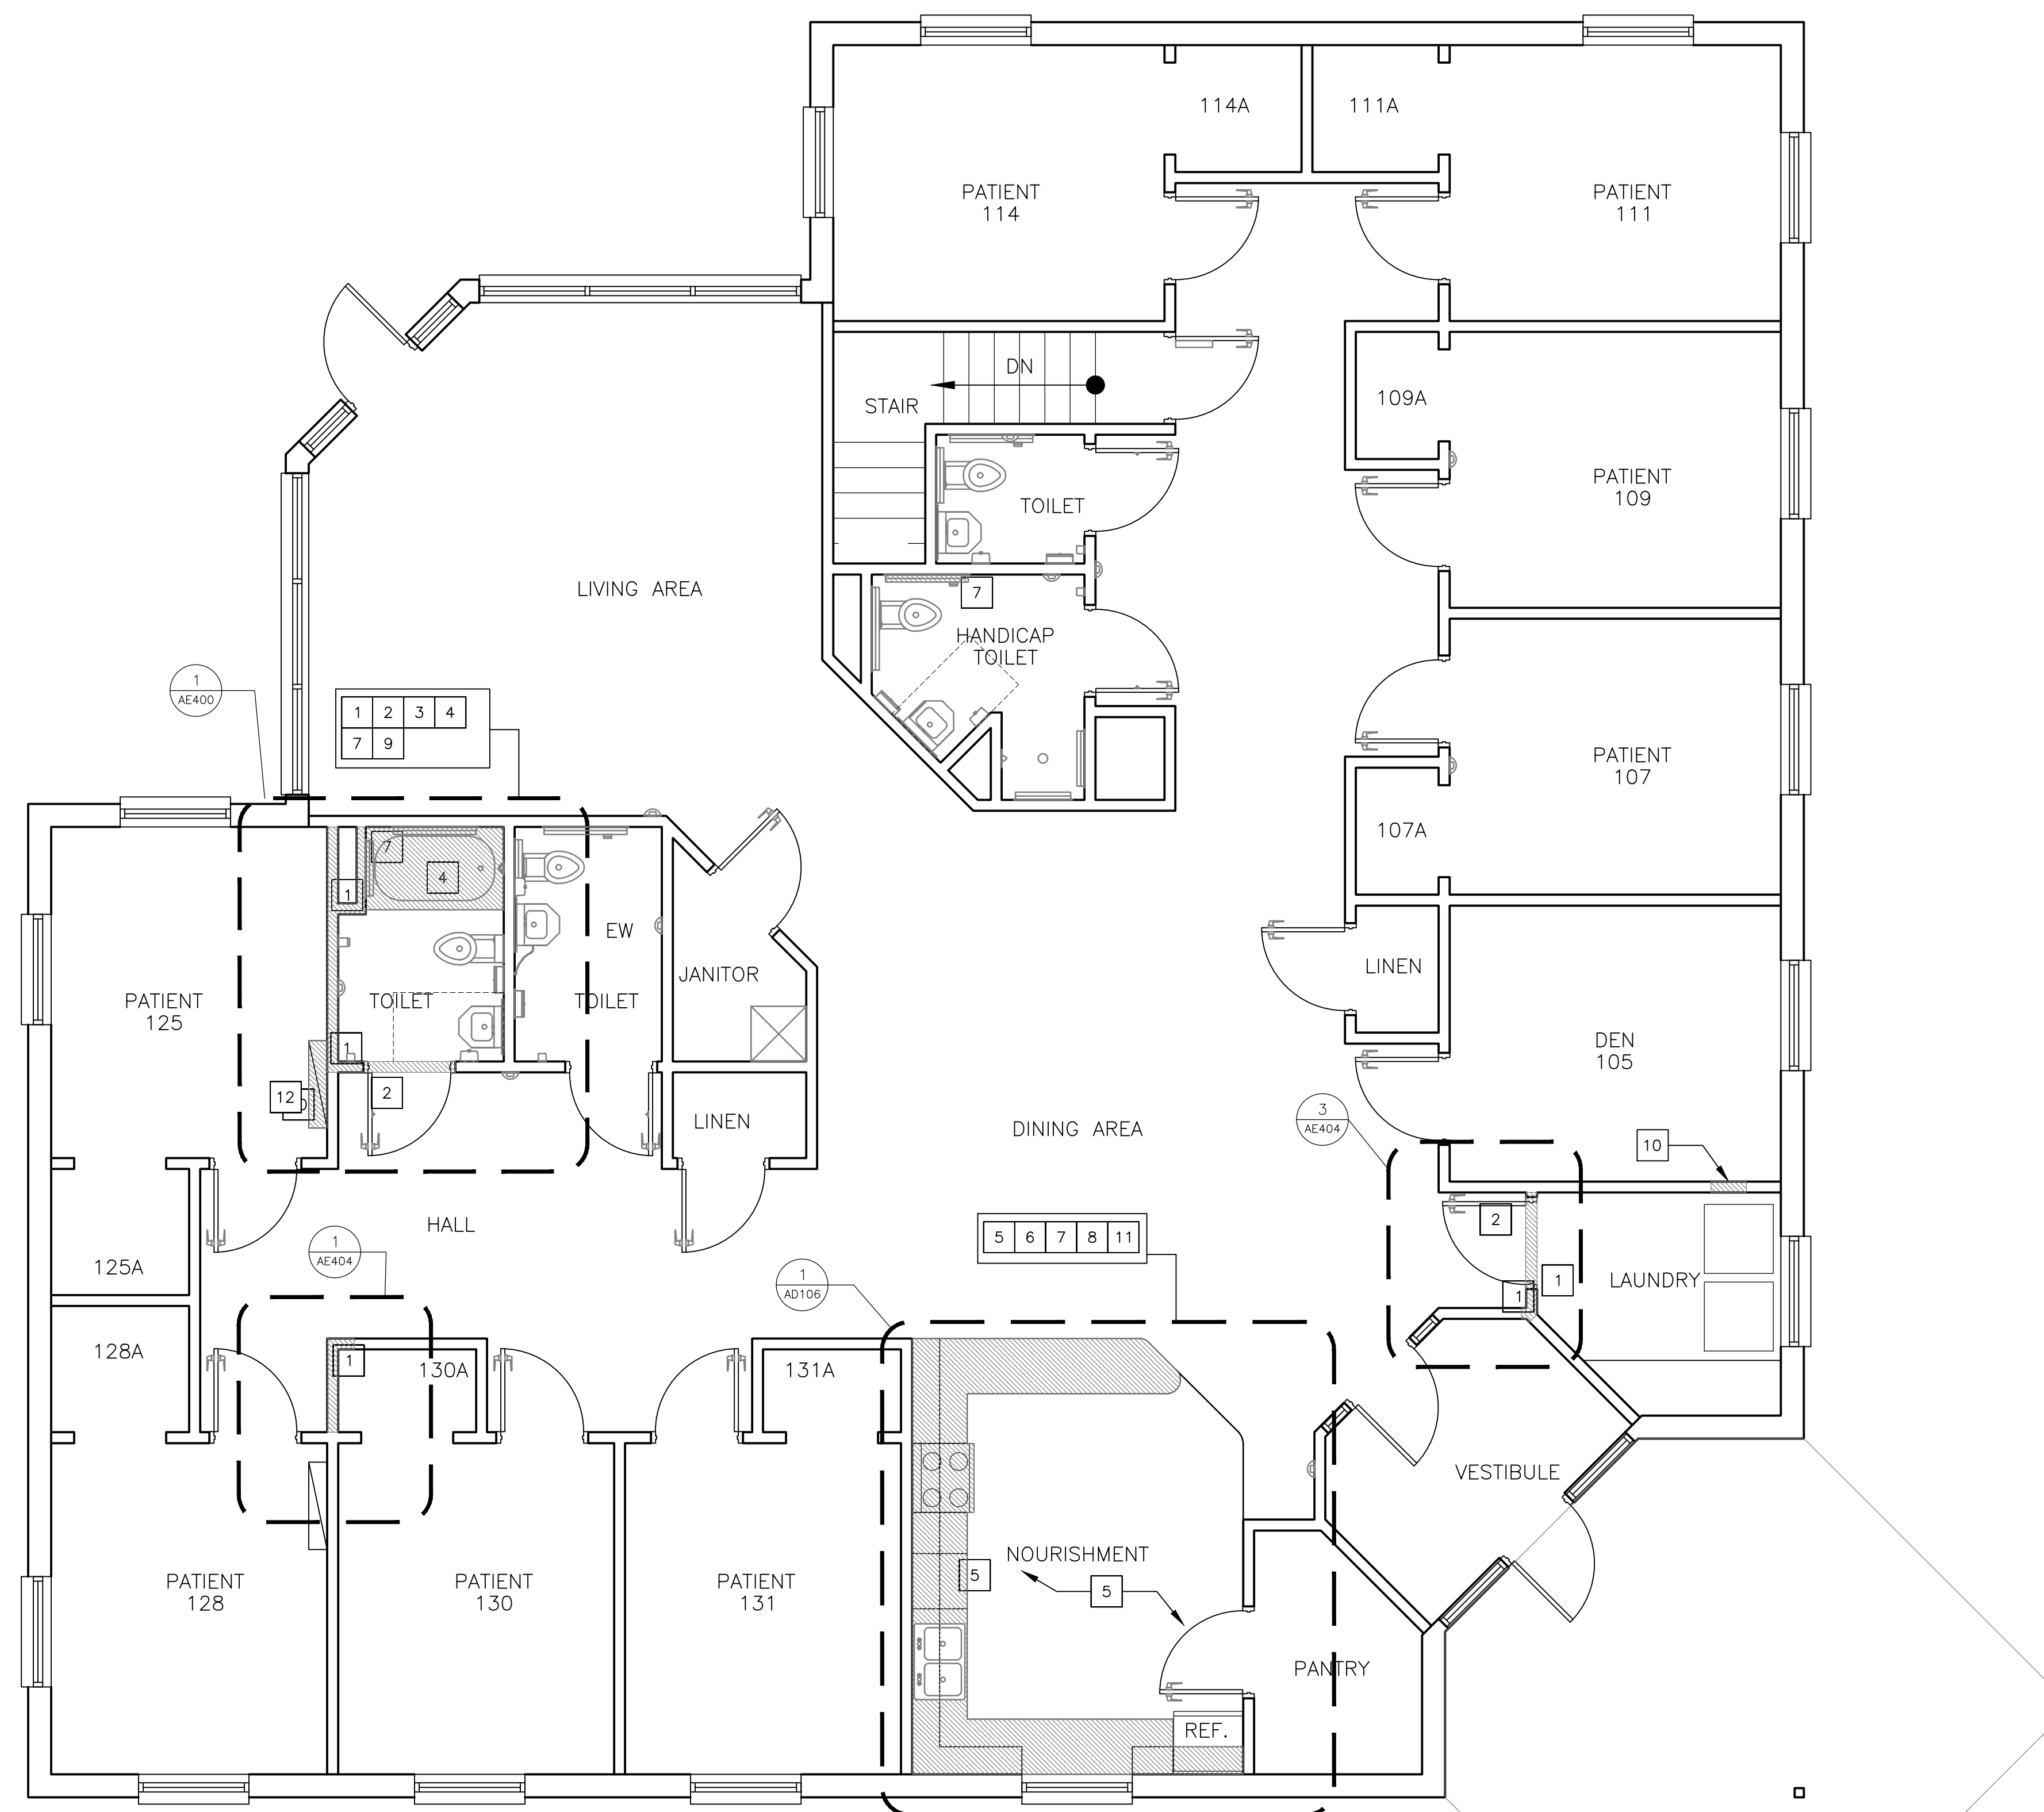 114A
111A
PATIENT
114
PATIENT
111
DN
STAIR
109A
PATIENT
109
TOILET
7
HANDICAP
TOILET
LIVING AREA
1
AE400
1 2 3 4
7 9
PATIENT
107
107A
7
4
1
EW
TOILET
TOILET
JANITOR
LINEN
PATIENT
125
DEN
105
1
12
2
LINEN
DINING AREA
3
AE404
10
HALL
2
5 6 7 8 11
1
AE404
125A
1
AD106
1
1
LAUNDRY
128A
1
130A
131A
VESTIBULE
NOURISHMENT
5
5
PATIENT
128
PATIENT
130
PATIENT
131
PANTRY
REF.